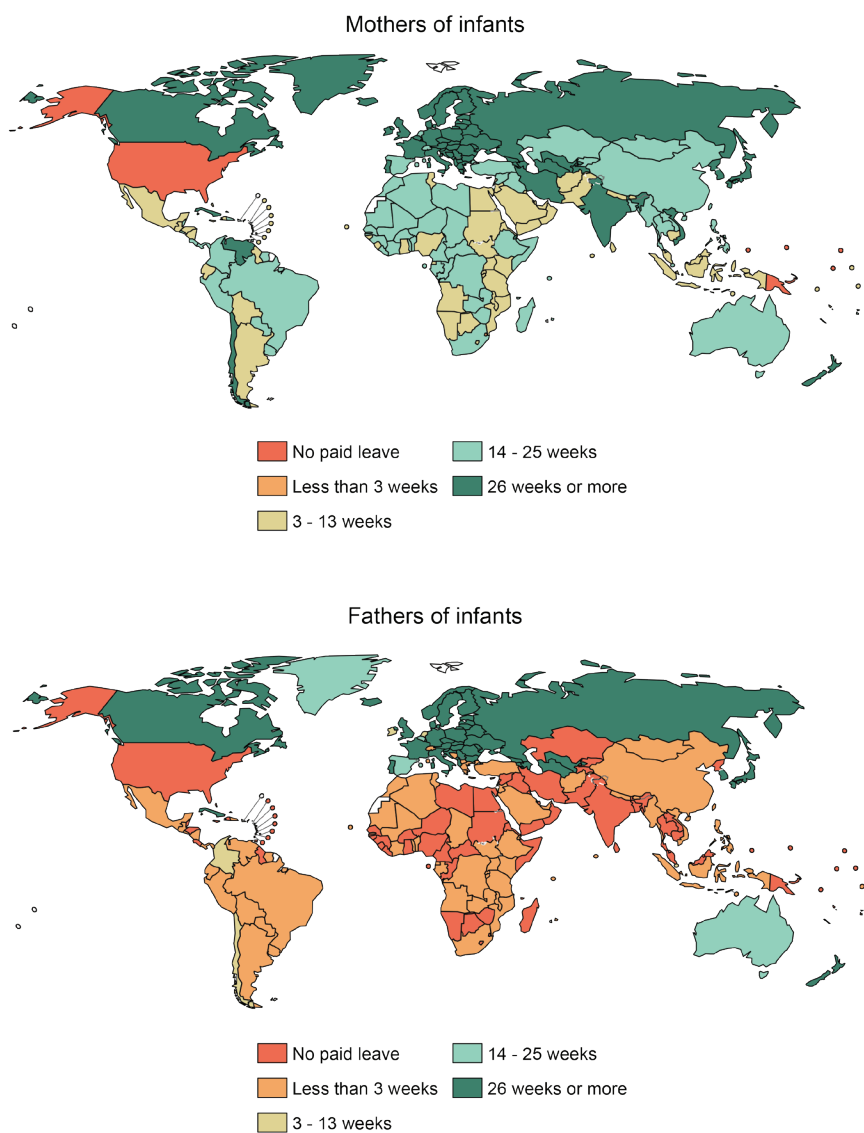 Mothers of infants
No paid leave
14 - 25 weeks
Less than 3 weeks
26 weeks or more
3 - 13 weeks
Fathers of infants
No paid leave
14 - 25 weeks
Less than 3 weeks
26 weeks or more
3 - 13 weeks